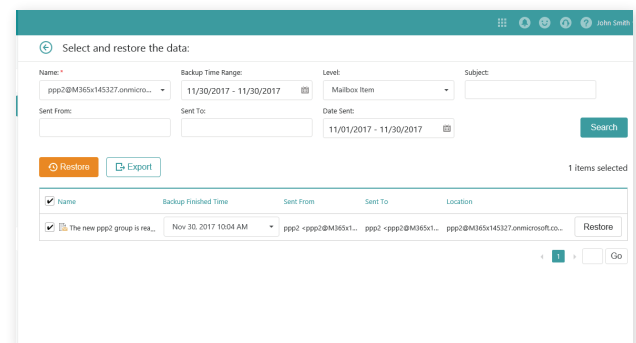 John Smith
Select and restore the data:
Name:* Backup Time Range: Level: Subject:
ppp2@M365x145327.onmicro... 11/30/2017 - 11/30/2017 Mailbox Item
Sent From: Sent To: Date Sent:
11/01/2017 - 11/30/2017 Search
Restore Export 1 items selected
Name Backup Finished Time Sent From Sent To Location
The new ppp2 group is rea... Nov 30, 2017 10:04 AM ppp2 <ppp2@M365x1... ppp2 <ppp2@M365x1... ppp2@M365x145327.onmicrosoft.co... Restore
‹ 1 › Go